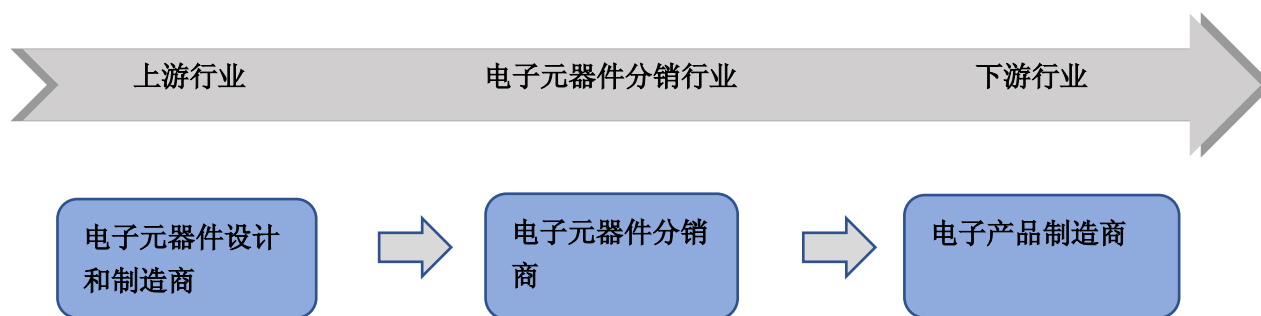 上游行业 电子元器件分销行业 下游行业
电子元器件设计
和制造商
电子元器件分销
商
电子产品制造商